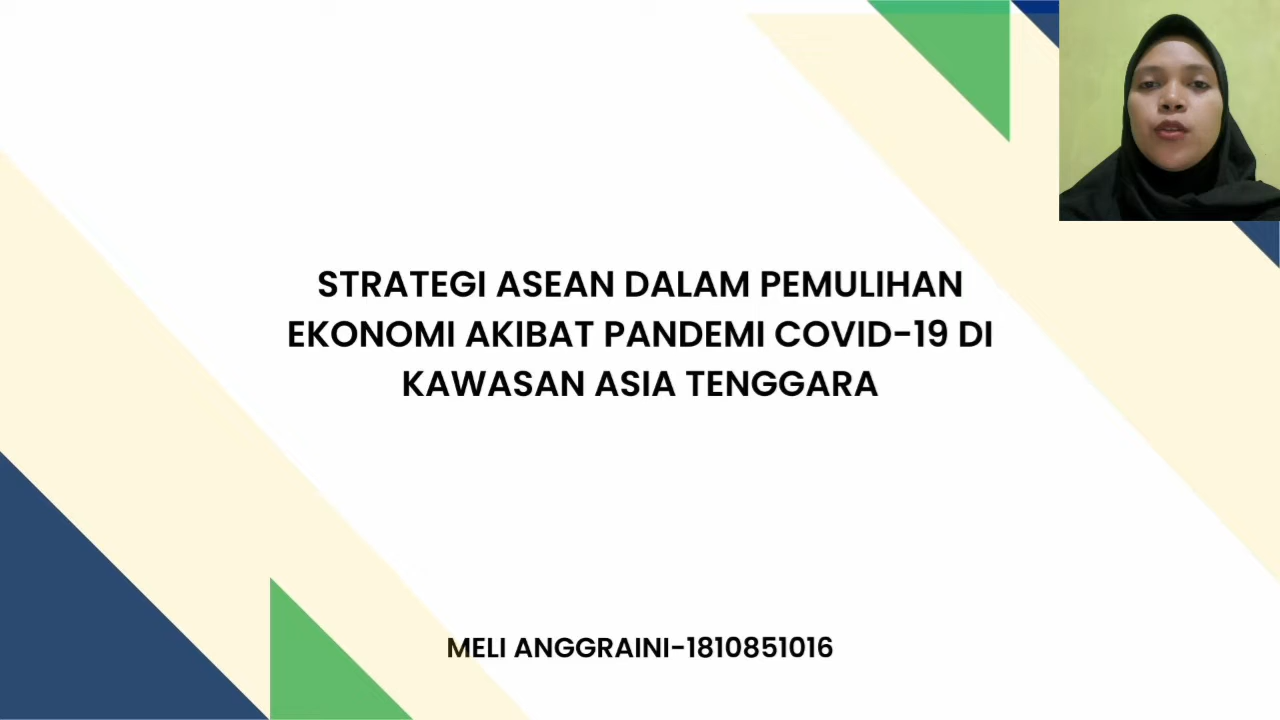 STRATEGI ASEAN DALAM PEMULIHAN
EKONOMI AKIBAT PANDEMI COVID-19 DI
KAWASAN ASIA TENGGARA
MELI ANGGRAINI-1810851016